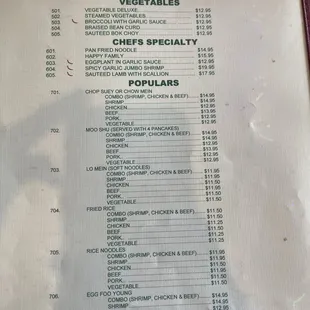 VEGETABLES
501. VEGETABLE DELUXE $12.95
502. STEAMED VEGETABLES $12.95
503. BROCCOLI WITH GARLIC SAUCE $12.95
504. BRAISED BEAN CURD $12.95
505. SAUTEED BOK CHOY $12.95
CHEFS SPECIALTY
601. PAN FRIED NOODLE $14.95
602. HAPPY FAMILY
603. EGGPLANT IN GARLIC SAUCE $12.95
604. SPICY GARLIC JUMBO SHRIMP $19.95
605. SAUTEED LAMB WITH SCALLION $17.95
POPULARS
701. CHOP SUEY OR CHOW MEIN
COMBO (SHRIMP, CHICKEN & BEEF) $14.95
SHRIMP $14.95
CHICKEN $12.95
BEEF $13.95
PORK $12.95
VEGETABLE $12.95
702. MOO SHU (SERVED WITH 4 PANCAKES)
COMBO (SHRIMP, CHICKEN & BEEF) $14.95
SHRIMP $14.95
CHICKEN $12.95
BEEF
PORK $12.95
VEGETABLE $12.95
703. LO MEIN (SOFT NOODLES)
COMBO (SHRIMP, CHICKEN & BEEF) $11.95
SHRIMP $11.95
CHICKEN $11.50
BEEF $11.95
PORK $11.50
VEGETABLE $11.50
704. FRIED RICE
COMBO (SHRIMP, CHICKEN & BEEF) $11.50
SHRIMP $11.50
CHICKEN $11.25
BEEF $11.50
PORK $11.25
VEGETABLE $11.25
705. RICE NOODLES
COMBO (SHRIMP, CHICKEN & BEEF) $11.95
SHRIMP $11.95
CHICKEN $11.50
BEEF $11.95
PORK $11.50
VEGETABLE $11.50
706. EGG FOO YOUNG
COMBO (SHRIMP, CHICKEN & BEEF) $14.95
SHRIMP $14.95
CHICKEN $12.95